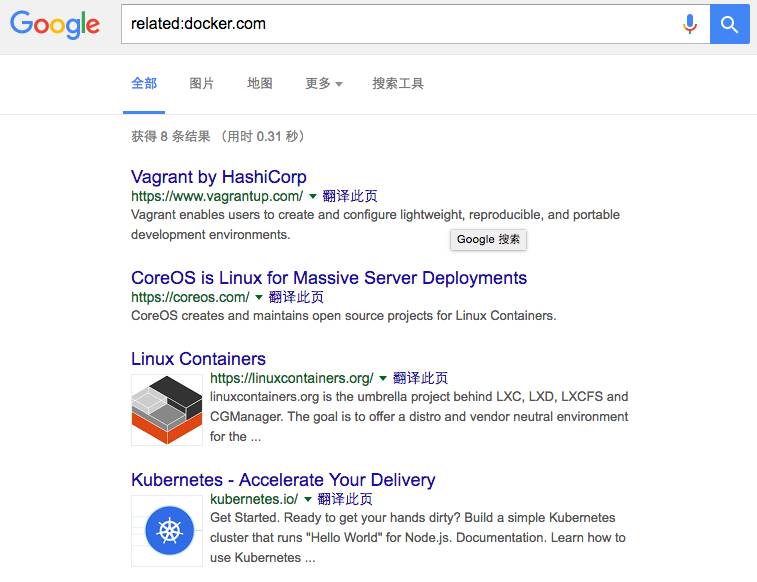 Google related:docker.com
全部 图片 地图 更多 搜索工具
获得 8 条结果 （用时 0.31 秒）
Vagrant by HashiCorp
https://www.vagrantup.com/ 翻译此页
Vagrant enables users to create and configure lightweight, reproducible, and portable
development environments.
Google 搜索
CoreOS is Linux for Massive Server Deployments
https://coreos.com/ 翻译此页
CoreOS creates and maintains open source projects for Linux Containers.
Linux Containers
https://linuxcontainers.org/ 翻译此页
linuxcontainers.org is the umbrella project behind LXC, LXD, LXCFS and
CGManager. The goal is to offer a distro and vendor neutral environment
for the ...
Kubernetes - Accelerate Your Delivery
kubernetes.io/ 翻译此页
Get Started. Ready to get your hands dirty? Build a simple Kubernetes
cluster that runs "Hello World" for Node.js. Documentation. Learn how to
use Kubernetes ...